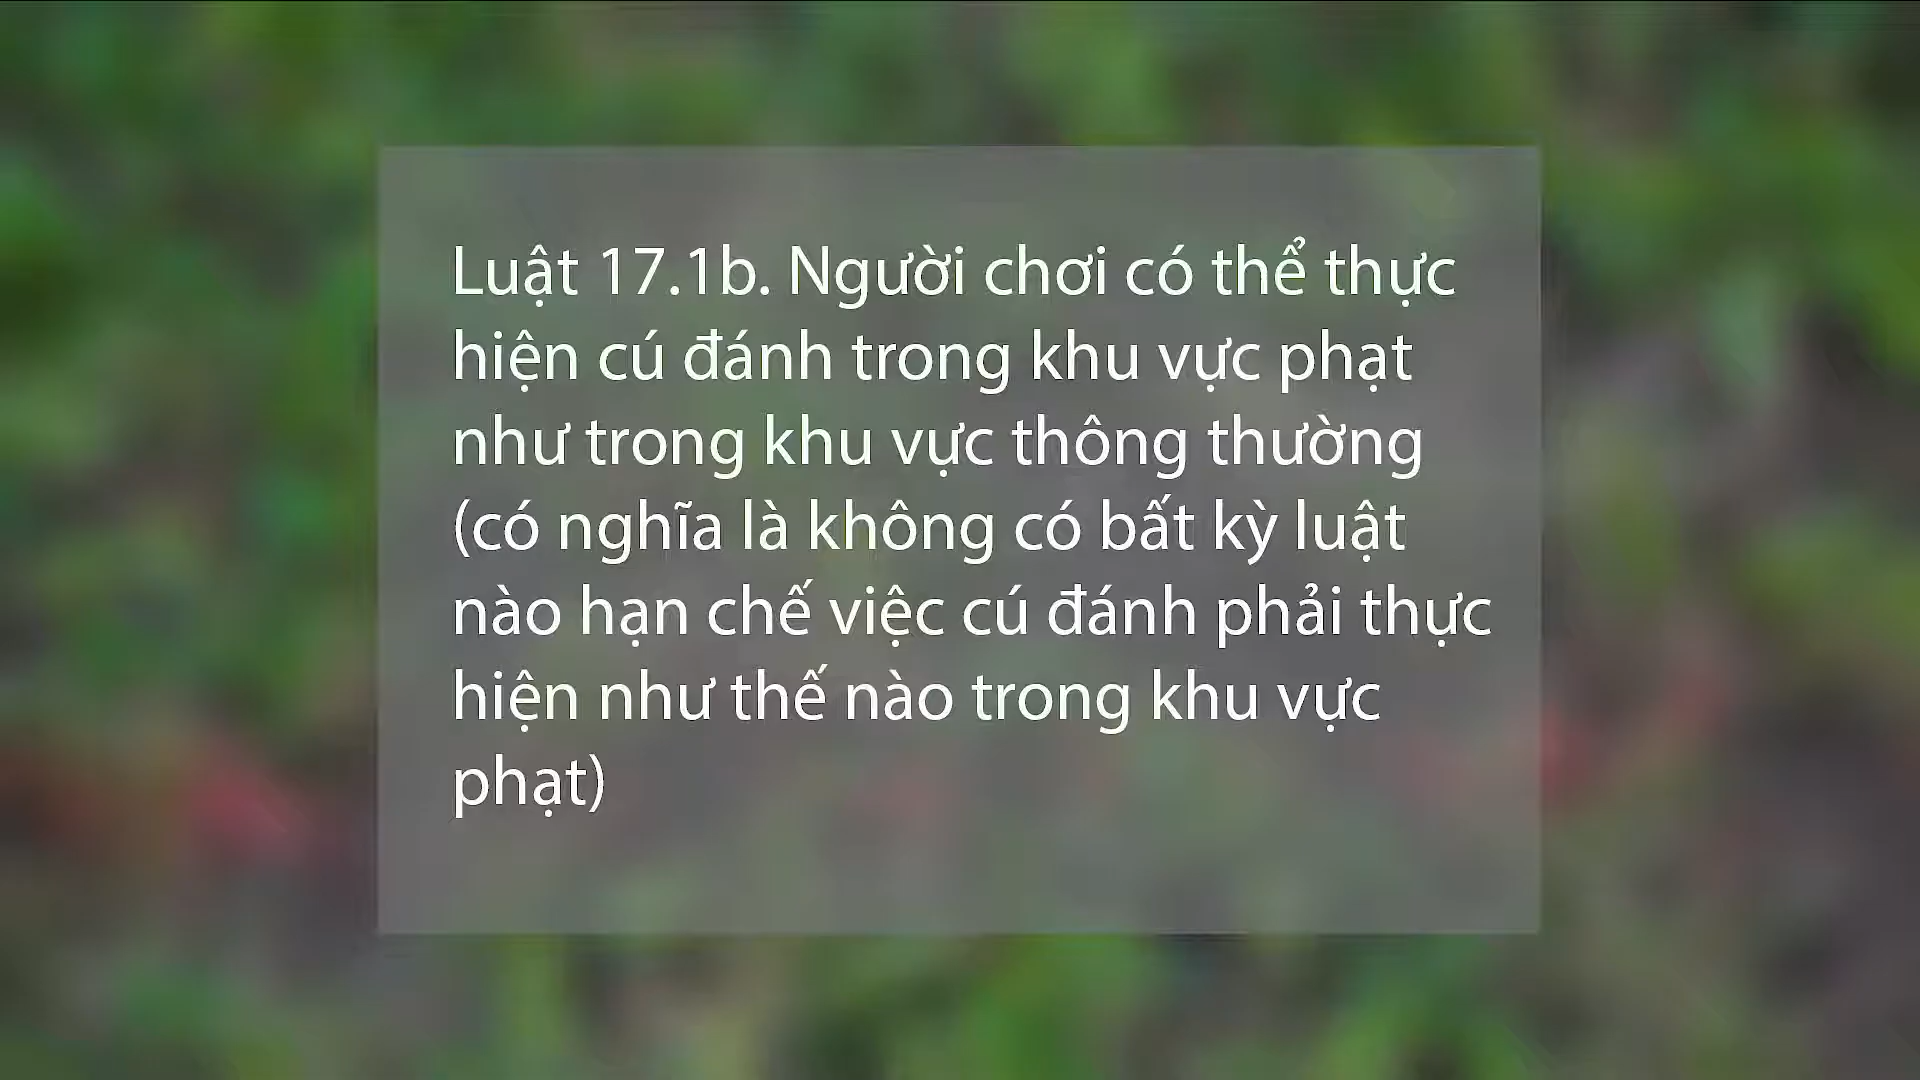 Luật 17.1b. Người chơi có thể thực
hiện cú đánh trong khu vực phạt
như trong khu vực thông thường
(có nghĩa là không có bất kỳ luật
nào hạn chế việc cú đánh phải thực
hiện như thế nào trong khu vực
phạt)